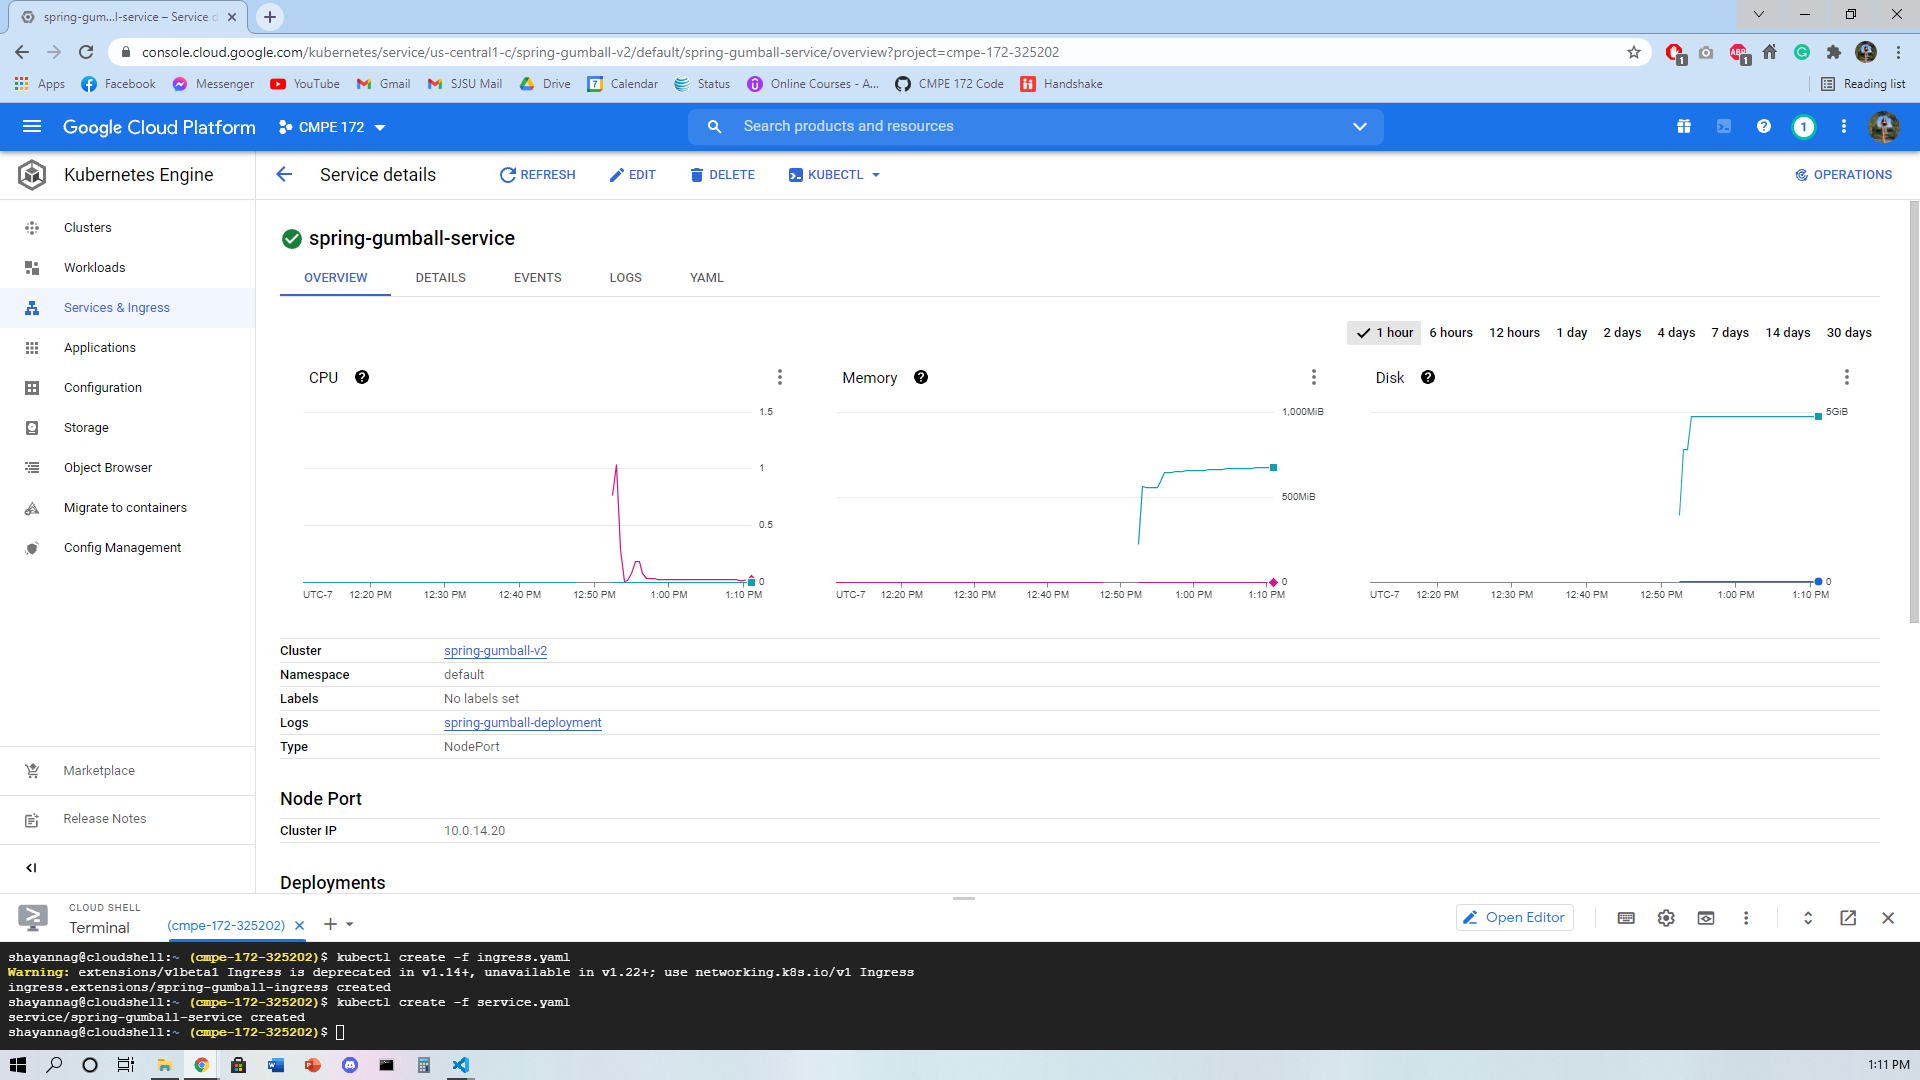 spring-gum...l-service – Service d
console.cloud.google.com/kubernetes/service/us-central1-c/spring-gumball-v2/default/spring-gumball-service/overview?project=cmpe-172-325202
1 ABP 1
Apps Facebook Messenger YouTube Gmail SJSU Mail Drive 7 Calendar Status Online Courses - A... CMPE 172 Code Handshake Reading list
Google Cloud Platform CMPE 172 Search products and resources 1
Kubernetes Engine Service details REFRESH EDIT DELETE KUBECTL OPERATIONS
Clusters
Workloads
Services & Ingress
Applications
Configuration
Storage
Object Browser
Migrate to containers
Config Management
Marketplace
Release Notes
spring-gumball-service
OVERVIEW DETAILS EVENTS LOGS YAML
1 hour 6 hours 12 hours 1 day 2 days 4 days 7 days 14 days 30 days
CPU
1.5
1
0.5
0
UTC-7 12:20 PM 12:30 PM 12:40 PM 12:50 PM 1:00 PM 1:10 PM
Memory
1,000MiB
500MiB
0
UTC-7 12:20 PM 12:30 PM 12:40 PM 12:50 PM 1:00 PM 1:10 PM
Disk
5GiB
0
UTC-7 12:20 PM 12:30 PM 12:40 PM 12:50 PM 1:00 PM 1:10 PM
Cluster spring-gumball-v2
Namespace default
Labels No labels set
Logs spring-gumball-deployment
Type NodePort
Node Port
Cluster IP 10.0.14.20
Deployments
CLOUD SHELL
Terminal (cmpe-172-325202) Open Editor
shayannag@cloudshell:~ (cmpe-172-325202)$ kubectl create -f ingress.yaml
Warning: extensions/v1beta1 Ingress is deprecated in v1.14+, unavailable in v1.22+; use networking.k8s.io/v1 Ingress
ingress.extensions/spring-gumball-ingress created
shayannag@cloudshell:~ (cmpe-172-325202)$ kubectl create -f service.yaml
service/spring-gumball-service created
shayannag@cloudshell:~ (cmpe-172-325202)$
1:11 PM